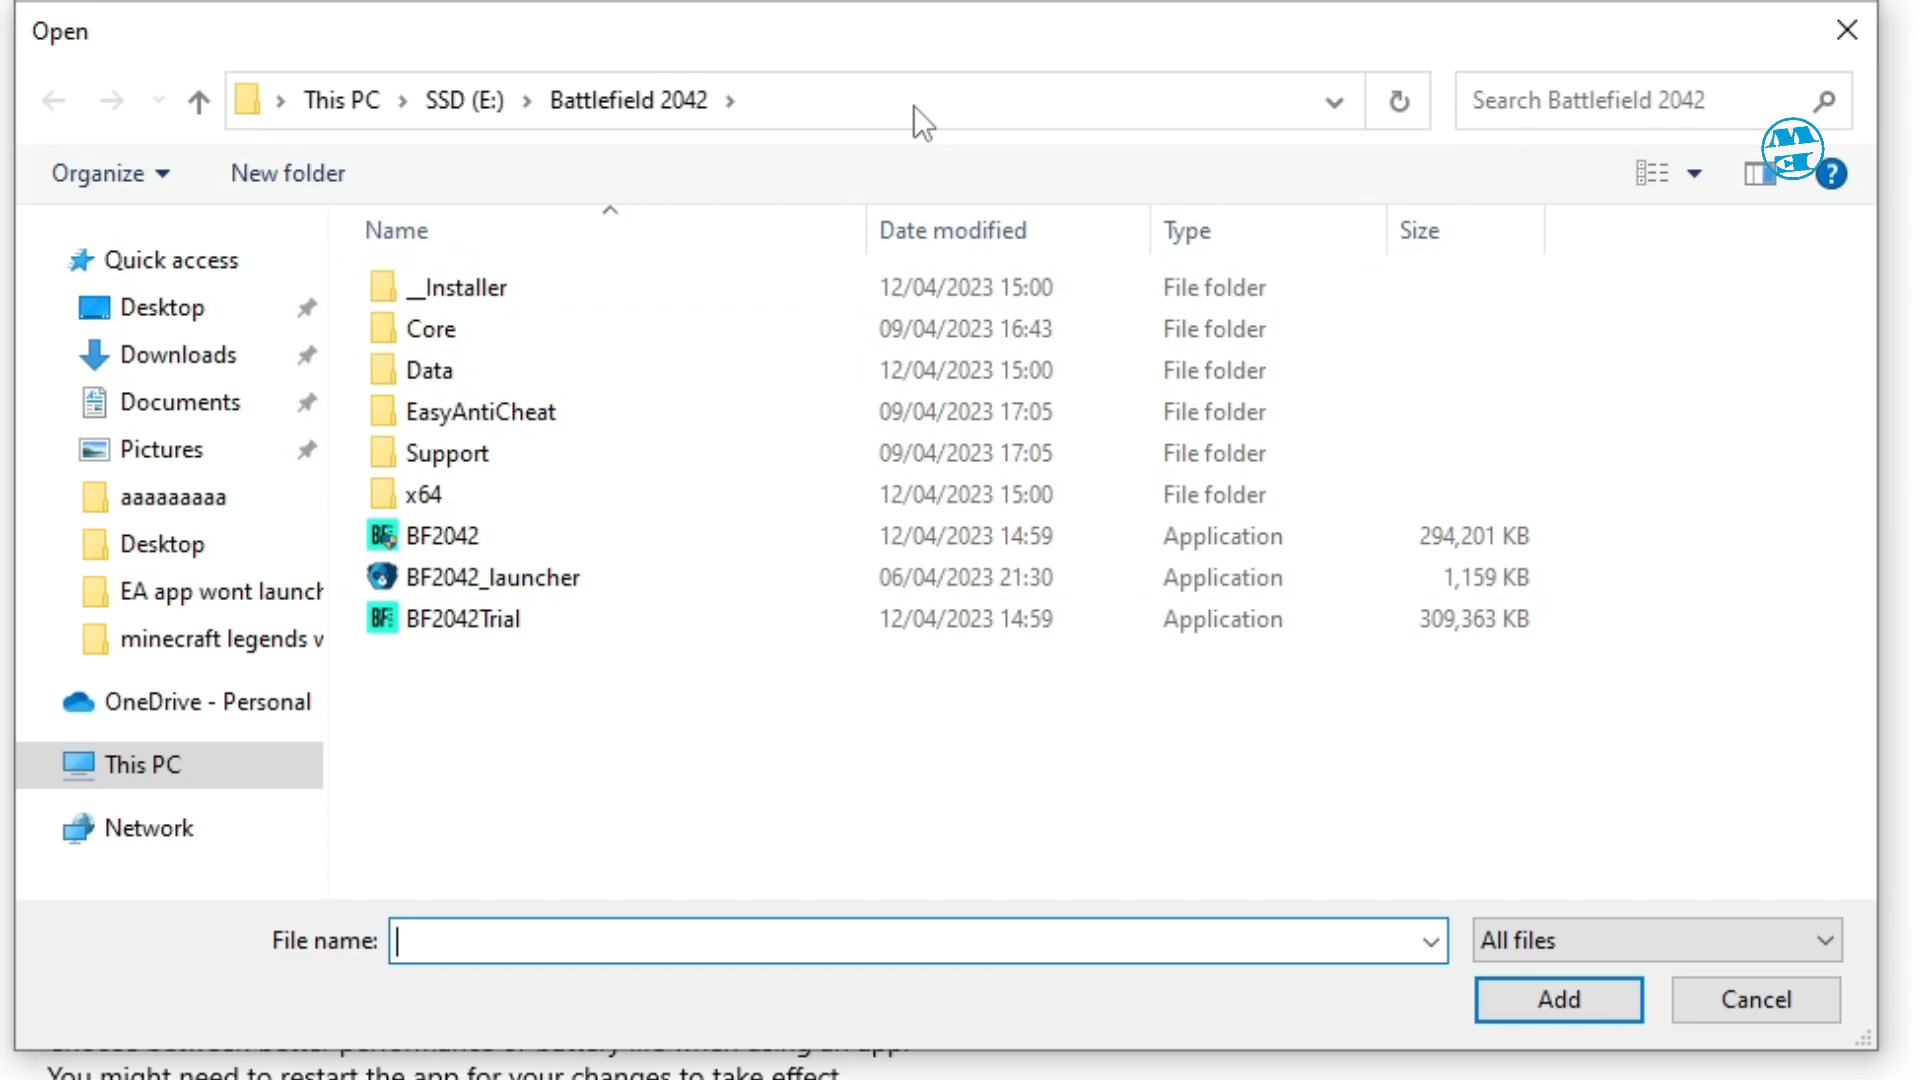 Open
This PC > SSD (E:) > Battlefield 2042 >
Search Battlefield 2042
Organize
New folder
?
Name Date modified Type Size
Quick access
Desktop
Downloads
Documents
Pictures
aaaaaaaaa
Desktop
EA app wont launch
minecraft legends w
OneDrive - Personal
This PC
Network
__Installer 12/04/2023 15:00 File folder
Core 09/04/2023 16:43 File folder
Data 12/04/2023 15:00 File folder
EasyAntiCheat 09/04/2023 17:05 File folder
Support 09/04/2023 17:05 File folder
x64 12/04/2023 15:00 File folder
BF2042 12/04/2023 14:59 Application 294,201 KB
BF2042_launcher 06/04/2023 21:30 Application 1,159 KB
BF2042Trial 12/04/2023 14:59 Application 309,363 KB
File name:
All files
Add
Cancel
You might need to restart the app for your changes to take effect